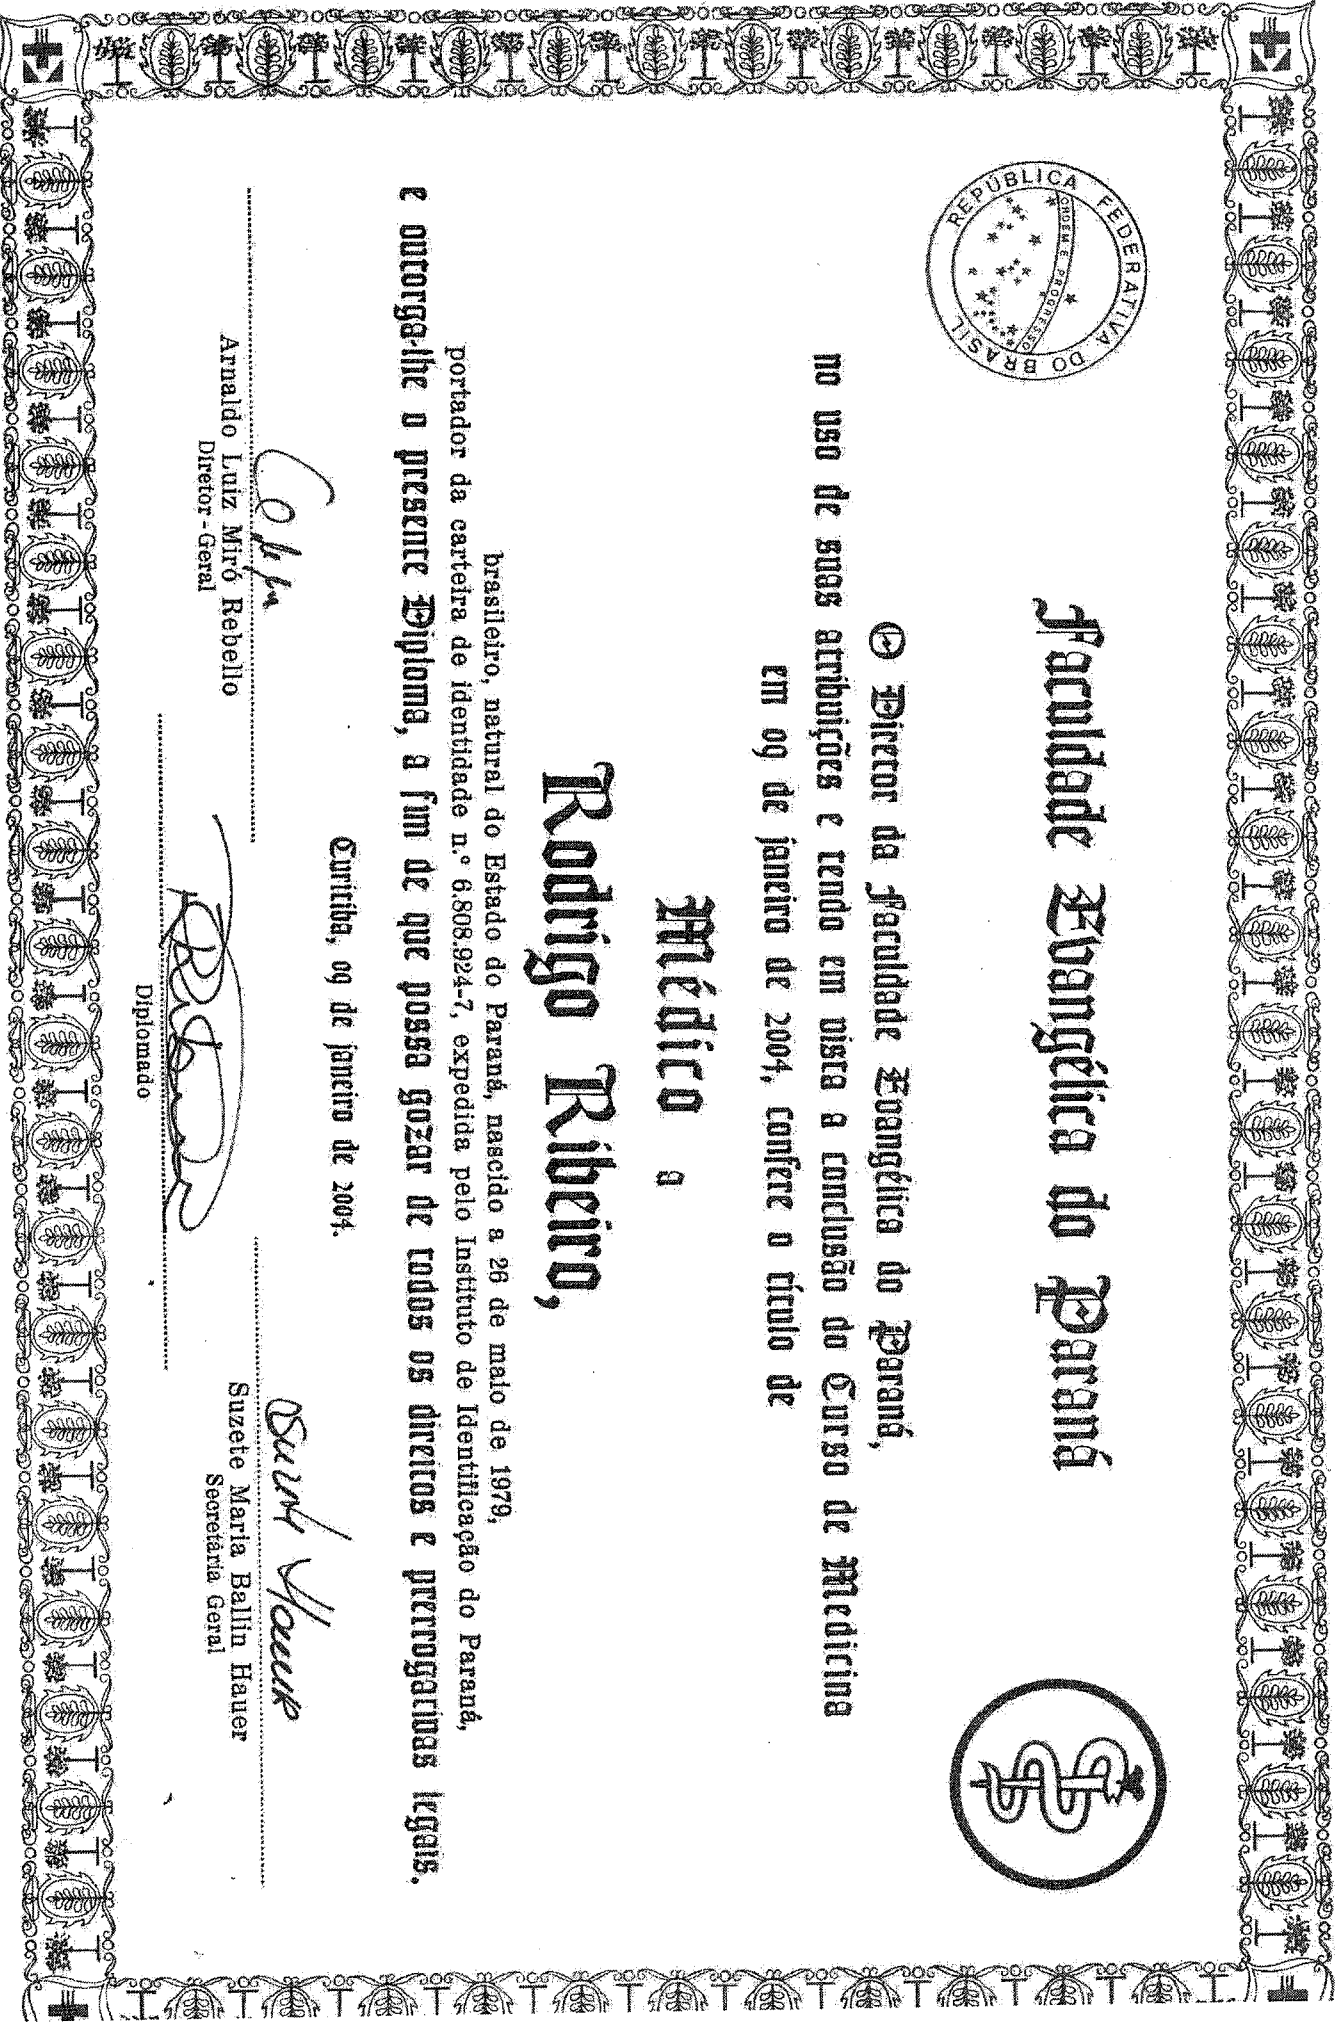 REPÚBLICA FEDERATIVA DO BRASIL
ORDEM E PROGRESSO
Faculdade Evangélica do Paraná
O Diretor da Faculdade Evangélica do Paraná,
no uso de suas atribuições e tendo em vista a conclusão do Curso de Medicina
em 09 de janeiro de 2004, confere o título de
Médico a
Rodrigo Ribeiro,
brasileiro, natural do Estado do Paraná, nascido a 26 de maio de 1979,
portador da carteira de identidade n.º 6.808.924-7, expedida pelo Instituto de Identificação do Paraná,
e outorga-lhe o presente Diploma, a fim de que possa gozar de todos os direitos e prerrogativas legais.
Curitiba, 09 de janeiro de 2004.
Arnaldo Luiz Miró Rebello
Diretor-Geral
Diplomado
Suzete Maria Ballin Hauer
Secretária Geral